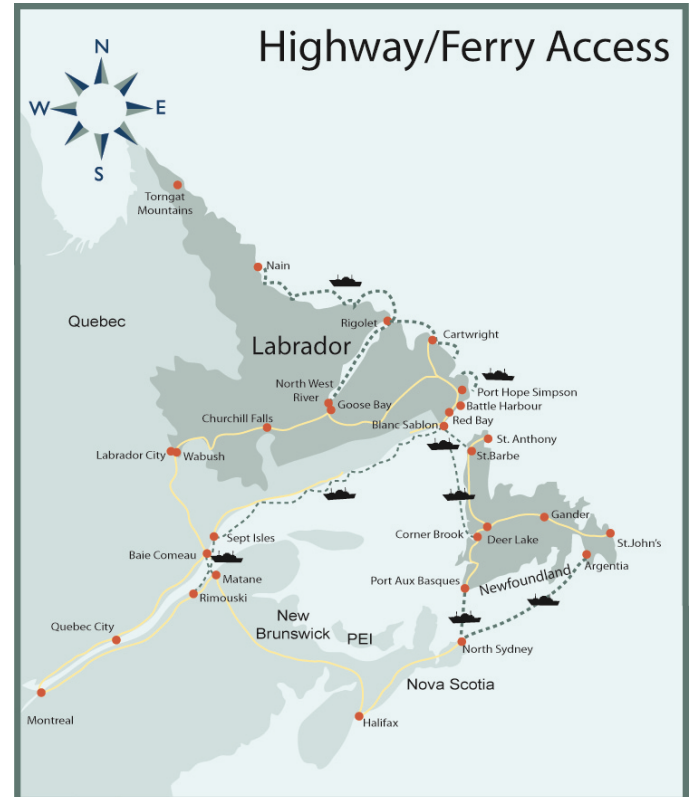 Highway/Ferry Access
N
W
E
S
Torngat
Mountains
Nain
Quebec
Rigolet
Cartwright
Labrador
North West
River
Goose Bay
Port Hope Simpson
Battle Harbour
Churchill Falls
Red Bay
Blanc Sablon
St. Anthony
Labrador City
Wabush
St.Barbe
Gander
Sept Isles
Corner Brook
Deer Lake
St.John's
Baie Comeau
Argentia
Matane
Port Aux Basques
Newfoundland
Rimouski
New
Brunswick
PEI
Quebec City
North Sydney
Nova Scotia
Montreal
Halifax